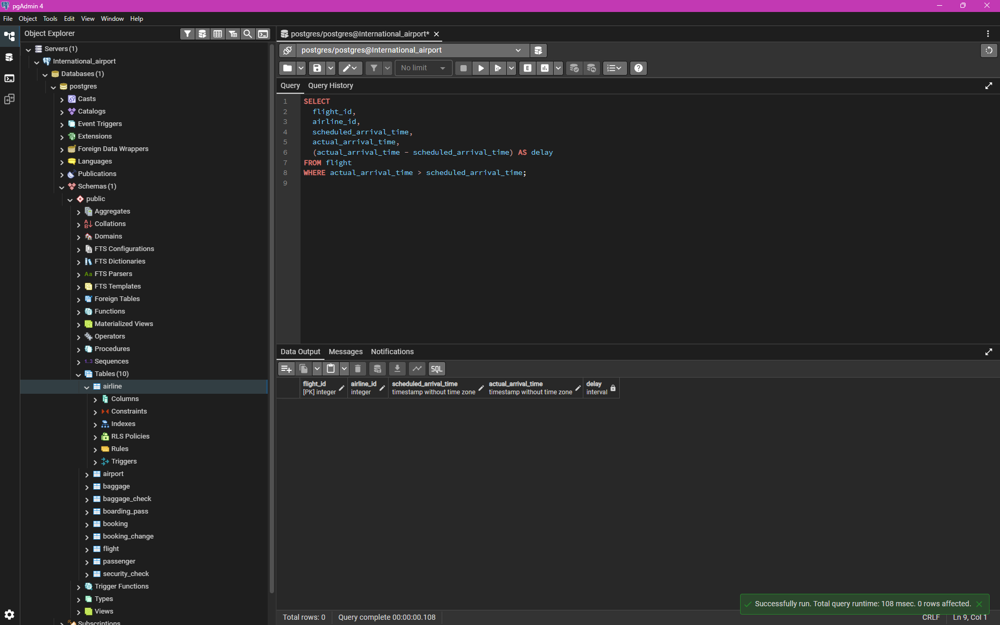 pgAdmin 4
File Object Tools Edit View Window Help
Object Explorer
Servers (1)
International_airport
Databases (1)
postgres
Casts
Catalogs
Event Triggers
Extensions
Foreign Data Wrappers
Languages
Publications
Schemas (1)
public
Aggregates
Collations
Domains
FTS Configurations
FTS Dictionaries
Aa FTS Parsers
FTS Templates
Foreign Tables
Functions
Materialized Views
Operators
Procedures
1..3 Sequences
Tables (10)
airline
Columns
Constraints
Indexes
RLS Policies
Rules
Triggers
airport
baggage
baggage_check
boarding_pass
booking
booking_change
flight
passenger
security_check
Trigger Functions
Types
Views
Subscriptions
postgres/postgres@International_airport*
postgres/postgres@International_airport
No limit
E
Query Query History
1 SELECT
2 flight_id,
3 airline_id,
4 scheduled_arrival_time,
5 actual_arrival_time,
6 (actual_arrival_time - scheduled_arrival_time) AS delay
7 FROM flight
8 WHERE actual_arrival_time > scheduled_arrival_time;
9
Data Output Messages Notifications
SQL
flight_id airline_id scheduled_arrival_time actual_arrival_time delay
[PK] integer integer timestamp without time zone timestamp without time zone interval
Successfully run. Total query runtime: 108 msec. 0 rows affected.
Total rows: 0 Query complete 00:00:00.108 CRLF Ln 9, Col 1